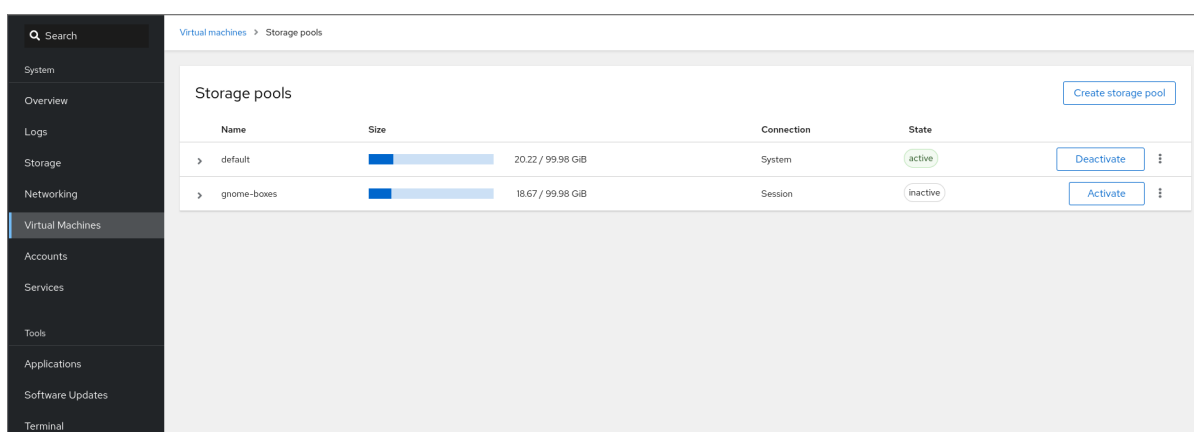 Search
System
Overview
Logs
Storage
Networking
Virtual Machines
Accounts
Services
Tools
Applications
Software Updates
Terminal
Virtual machines > Storage pools
Storage pools
Create storage pool
Name Size Connection State
default 20.22 / 99.98 GiB System active Deactivate
gnome-boxes 18.67 / 99.98 GiB Session inactive Activate